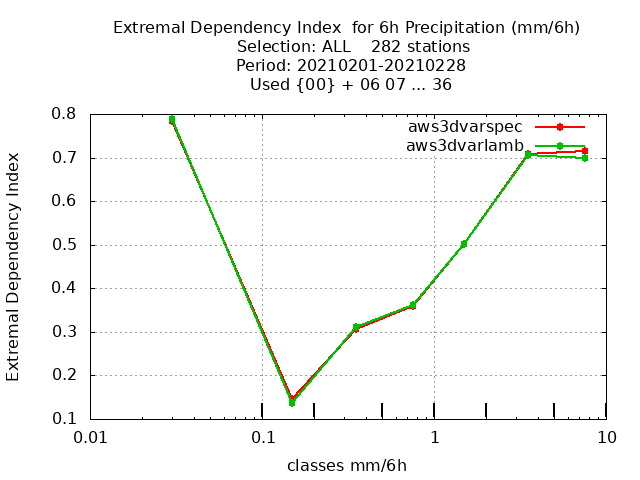 Extremal Dependency Index  for 6h Precipitation (mm/6h)
Selection: ALL    282 stations
Period: 20210201-20210228
Used {00} + 06 07 ... 36
aws3dvarspec
aws3dvarlamb
Extremal Dependency Index
0.8
0.7
0.6
0.5
0.4
0.3
0.2
0.1
0.01 0.1 1 10
classes mm/6h